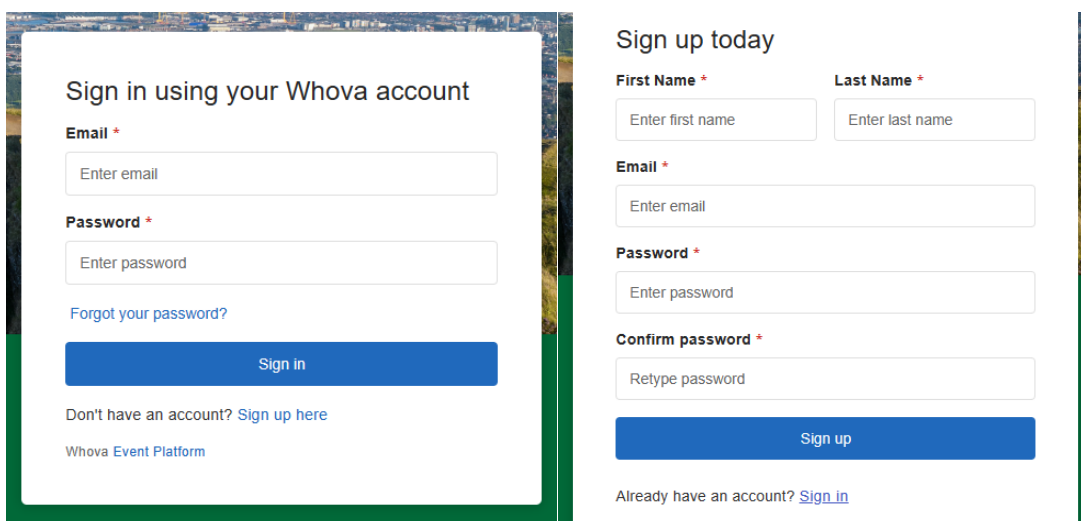 Sign in using your Whova account
Email *
Enter email
Password *
Enter password
Forgot your password?
Sign in
Don't have an account? Sign up here
Whova Event Platform
Sign up today
First Name * Last Name *
Enter first name Enter last name
Email *
Enter email
Password *
Enter password
Confirm password *
Retype password
Sign up
Already have an account? Sign in